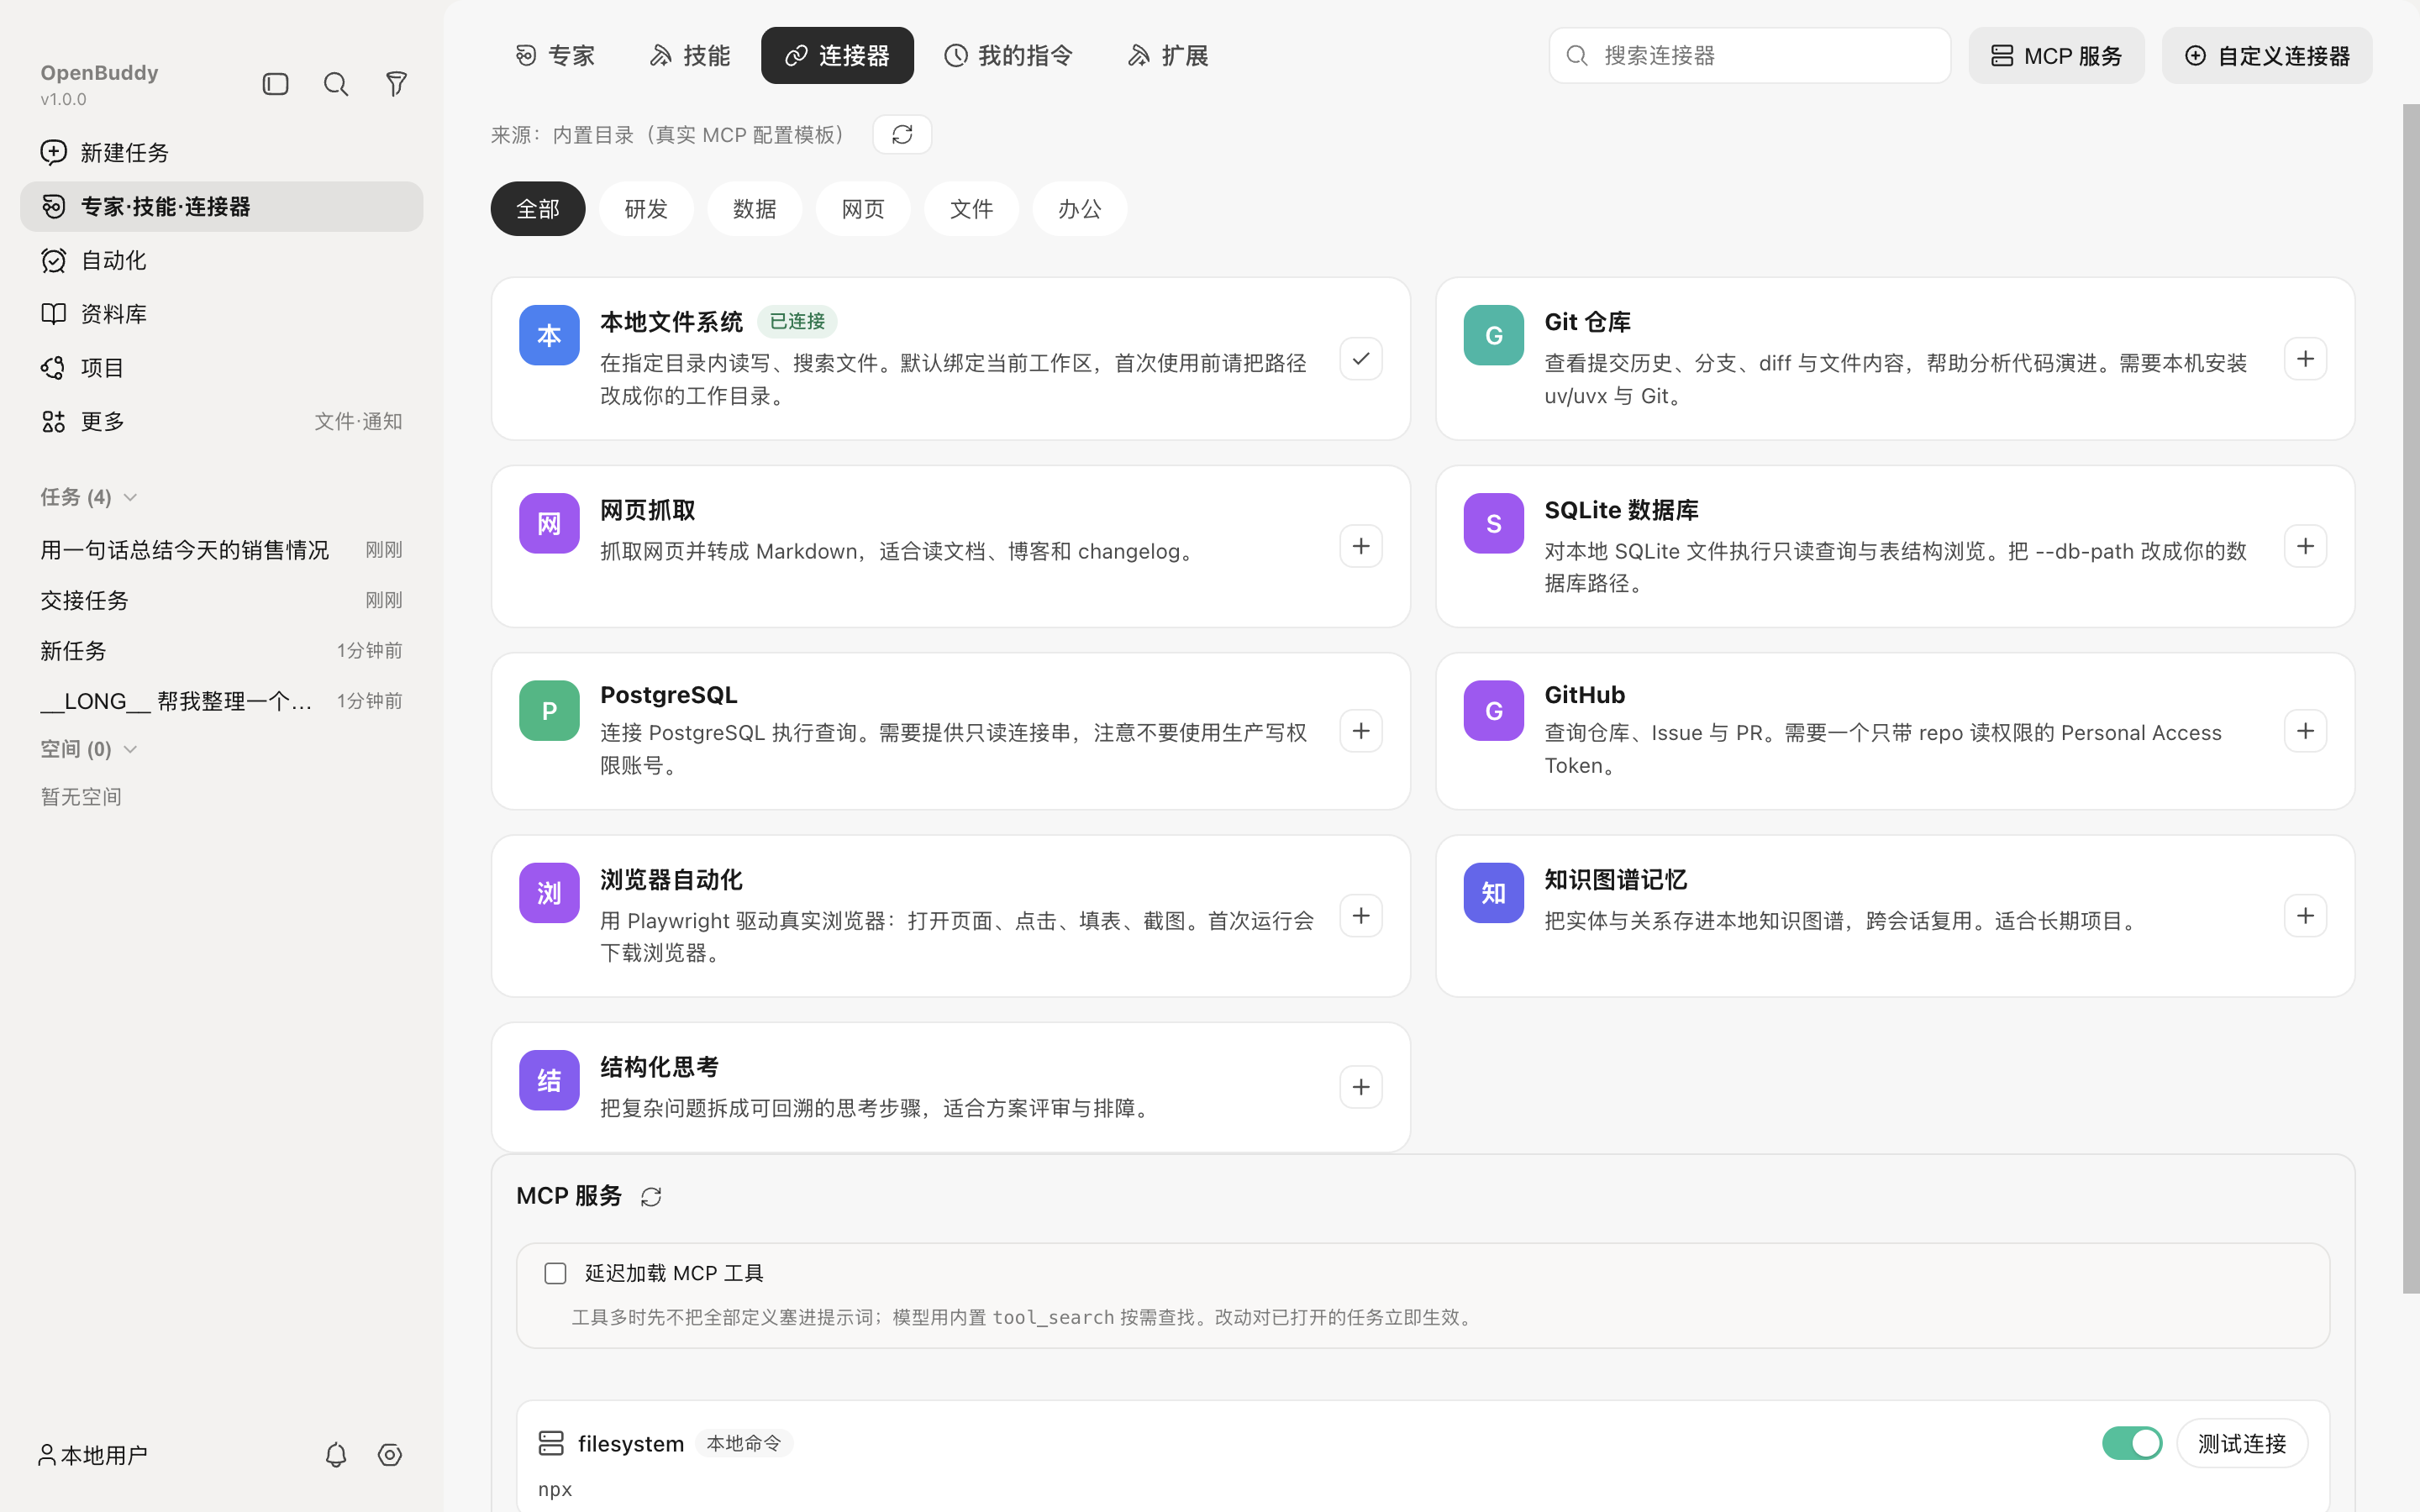 OpenBuddy
v1.0.0
新建任务
专家·技能·连接器
自动化
资料库
项目
更多 文件·通知
任务 (4)
用一句话总结今天的销售情况 刚刚
交接任务 刚刚
新任务 1分钟前
__LONG__ 帮我整理一个… 1分钟前
空间 (0)
暂无空间
本地用户
专家 技能 连接器 我的指令 扩展
搜索连接器 MCP 服务 自定义连接器
来源：内置目录（真实 MCP 配置模板）
全部 研发 数据 网页 文件 办公
本
本地文件系统 已连接
在指定目录内读写、搜索文件。默认绑定当前工作区，首次使用前请把路径
改成你的工作目录。
G
Git 仓库
查看提交历史、分支、diff 与文件内容，帮助分析代码演进。需要本机安装
uv/uvx 与 Git。
网
网页抓取
抓取网页并转成 Markdown，适合读文档、博客和 changelog。
S
SQLite 数据库
对本地 SQLite 文件执行只读查询与表结构浏览。把 --db-path 改成你的数
据库路径。
P
PostgreSQL
连接 PostgreSQL 执行查询。需要提供只读连接串，注意不要使用生产写权
限账号。
G
GitHub
查询仓库、Issue 与 PR。需要一个只带 repo 读权限的 Personal Access
Token。
浏
浏览器自动化
用 Playwright 驱动真实浏览器：打开页面、点击、填表、截图。首次运行会
下载浏览器。
知
知识图谱记忆
把实体与关系存进本地知识图谱，跨会话复用。适合长期项目。
结
结构化思考
把复杂问题拆成可回溯的思考步骤，适合方案评审与排障。
MCP 服务
延迟加载 MCP 工具
工具多时先不把全部定义塞进提示词；模型用内置 tool_search 按需查找。改动对已打开的任务立即生效。
filesystem 本地命令 测试连接
npx